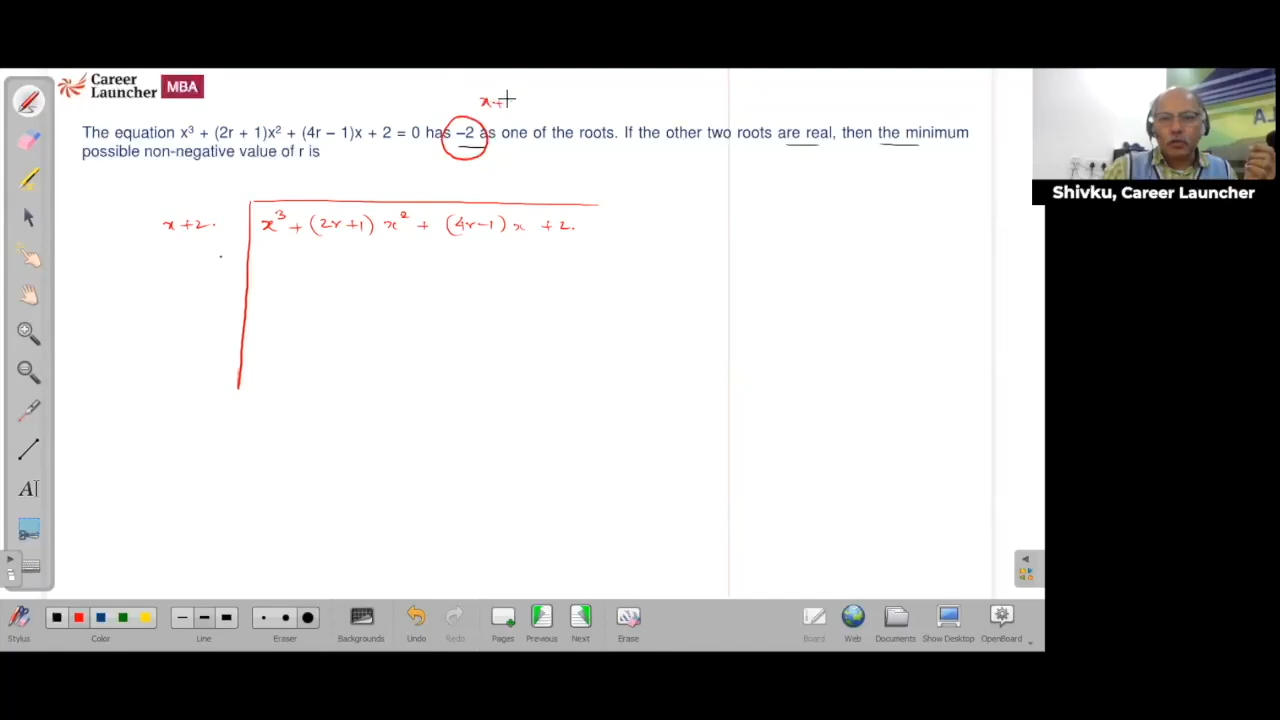 Career
Launcher MBA
x+
The equation x³ + (2r + 1)x² + (4r − 1)x + 2 = 0 has −2 as one of the roots. If the other two roots are real, then the minimum
possible non-negative value of r is
x+2. x³ + (2r+1) x² + (4r-1) x + 2.
Shivku, Career Launcher
AI
Stylus Color Line Eraser Backgrounds Undo Redo Pages Previous Next Erase Board Web Documents Show Desktop OpenBoard